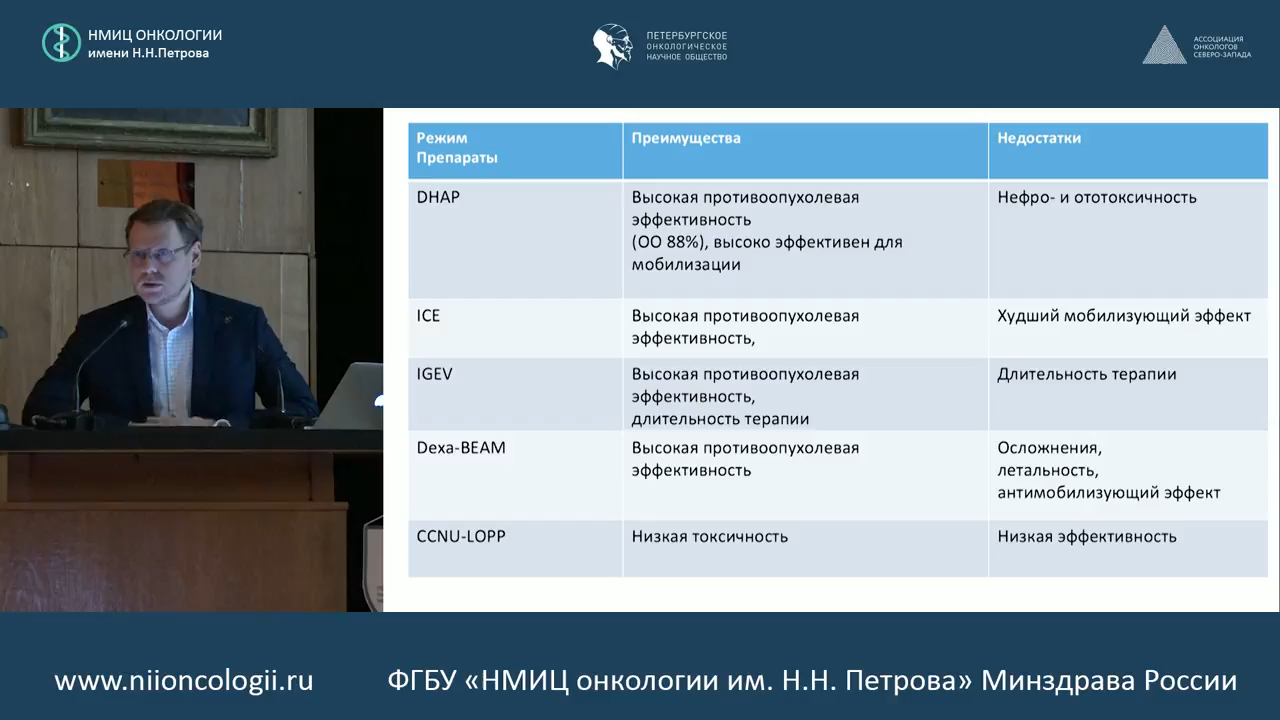 НМИЦ ОНКОЛОГИИ
имени Н.Н.Петрова
ПЕТЕРБУРГСКОЕ
ОНКОЛОГИЧЕСКОЕ
НАУЧНОЕ ОБЩЕСТВО
АССОЦИАЦИЯ
ОНКОЛОГОВ
СЕВЕРО-ЗАПАДА
Режим
Препараты
Преимущества
Недостатки
DHAP
Высокая противоопухолевая
эффективность
(ОО 88%), высоко эффективен для
мобилизации
Нефро- и ототоксичность
ICE
Высокая противоопухолевая
эффективность,
Худший мобилизующий эффект
IGEV
Высокая противоопухолевая
эффективность,
длительность терапии
Длительность терапии
Dexa-BEAM
Высокая противоопухолевая
эффективность
Осложнения,
летальность,
антимобилизующий эффект
CCNU-LOPP
Низкая токсичность
Низкая эффективность
www.niioncologii.ru
ФГБУ «НМИЦ онкологии им. Н.Н. Петрова» Минздрава России